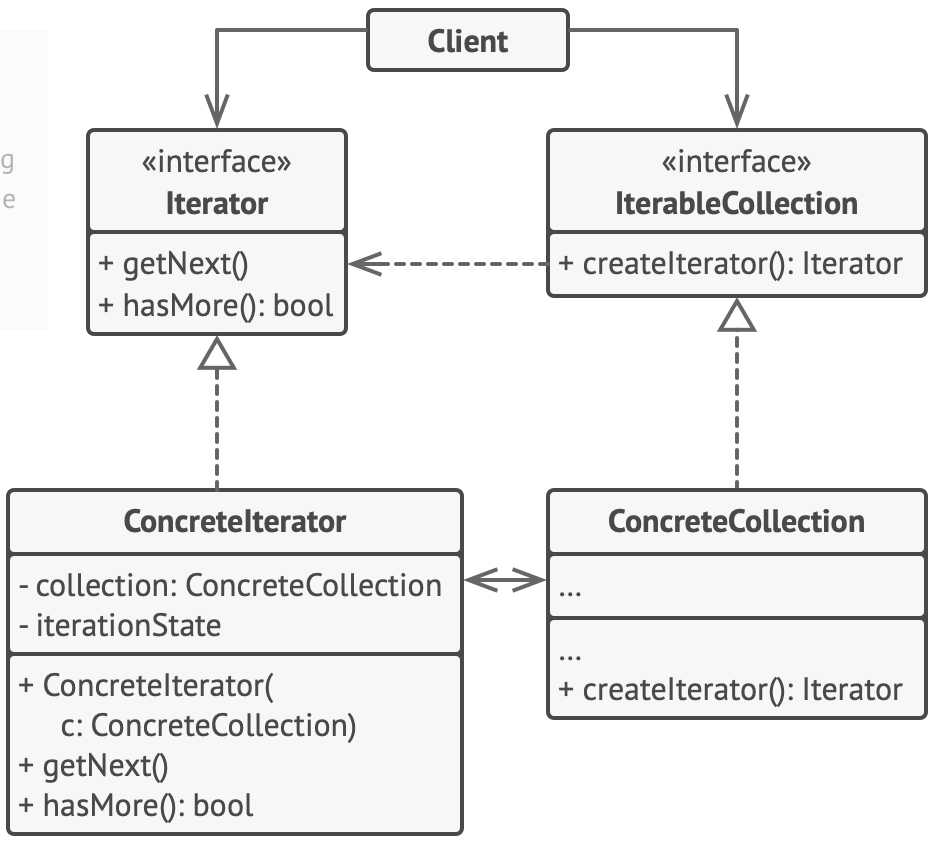 Client
«interface»
Iterator
+ getNext()
+ hasMore(): bool
«interface»
IterableCollection
+ createIterator(): Iterator
ConcreteIterator
- collection: ConcreteCollection
- iterationState
+ ConcreteIterator(
c: ConcreteCollection)
+ getNext()
+ hasMore(): bool
ConcreteCollection
...
...
+ createIterator(): Iterator
g
e